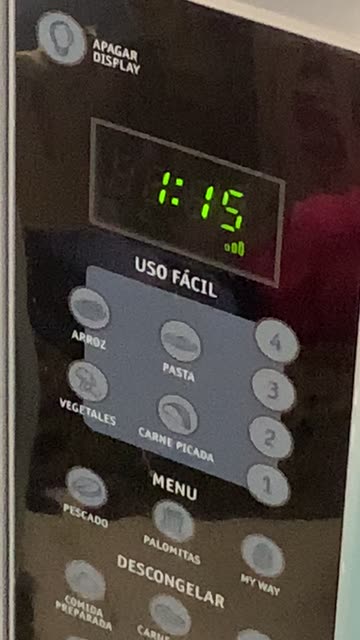 APAGAR
DISPLAY
1:15
USO FÁCIL
ARROZ
PASTA
4
3
VEGETALES
CARNE PICADA
2
1
MENU
PESCADO
PALOMITAS
MY WAY
DESCONGELAR
COMIDA
PREPARADA